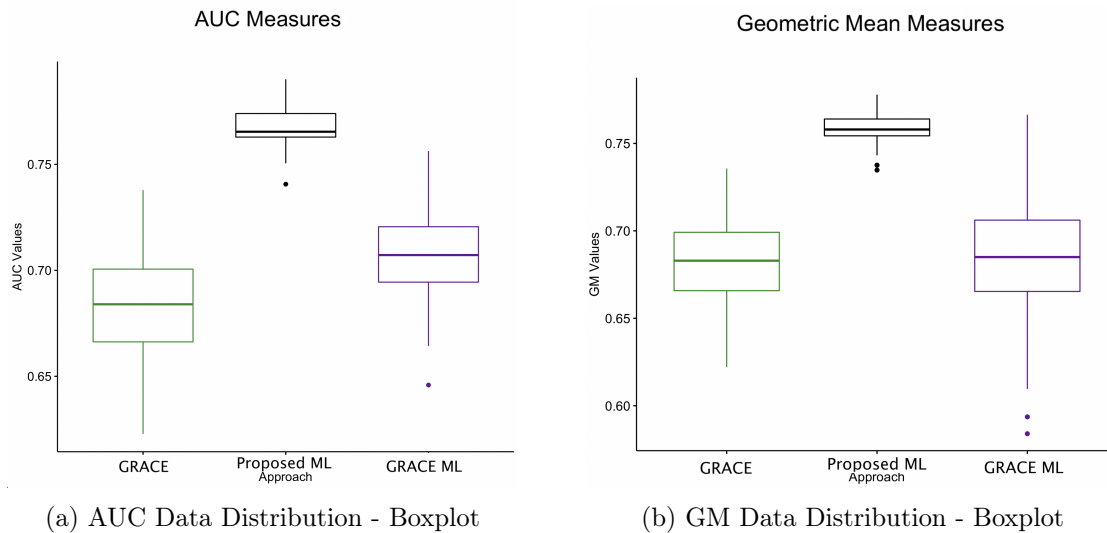 AUC Measures
AUC Values
0.75
0.70
0.65
GRACE
Proposed ML
GRACE ML
Approach
(a) AUC Data Distribution - Boxplot
Geometric Mean Measures
GM Values
0.75
0.70
0.65
0.60
GRACE
Proposed ML
GRACE ML
Approach
(b) GM Data Distribution - Boxplot